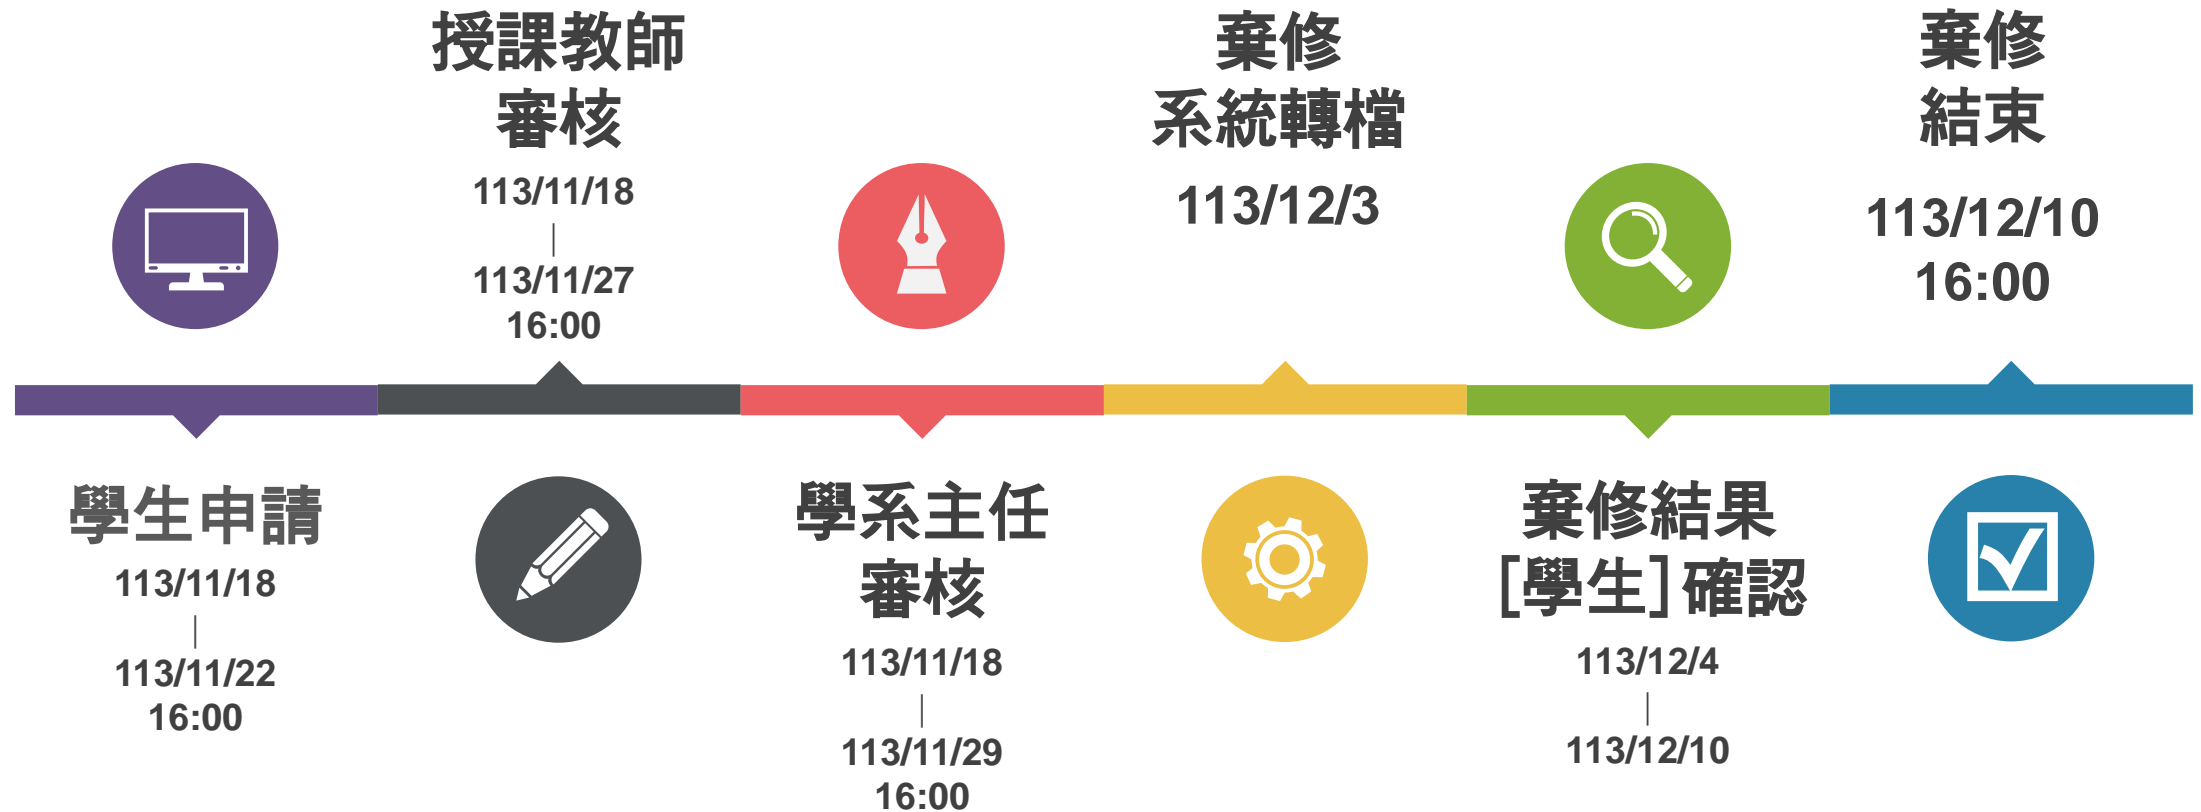 學生申請
113/11/18
|
113/11/22
16:00
授課教師
審核
113/11/18
|
113/11/27
16:00
學系主任
審核
113/11/18
|
113/11/29
16:00
棄修
系統轉檔
113/12/3
棄修結果
[學生]確認
113/12/4
|
113/12/10
棄修
結束
113/12/10
16:00